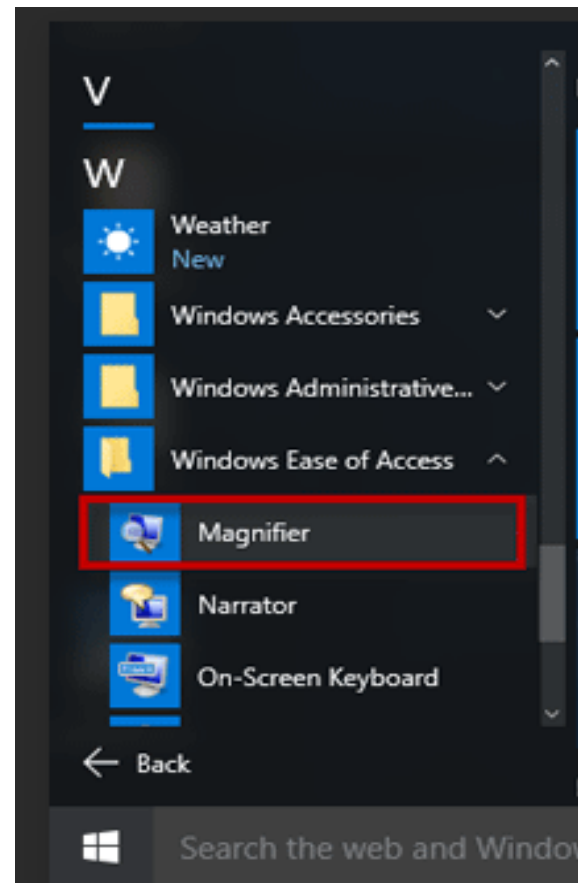 V
W
Weather
New
Windows Accessories
Windows Administrative...
Windows Ease of Access
Magnifier
Narrator
On-Screen Keyboard
Back
Search the web and Window